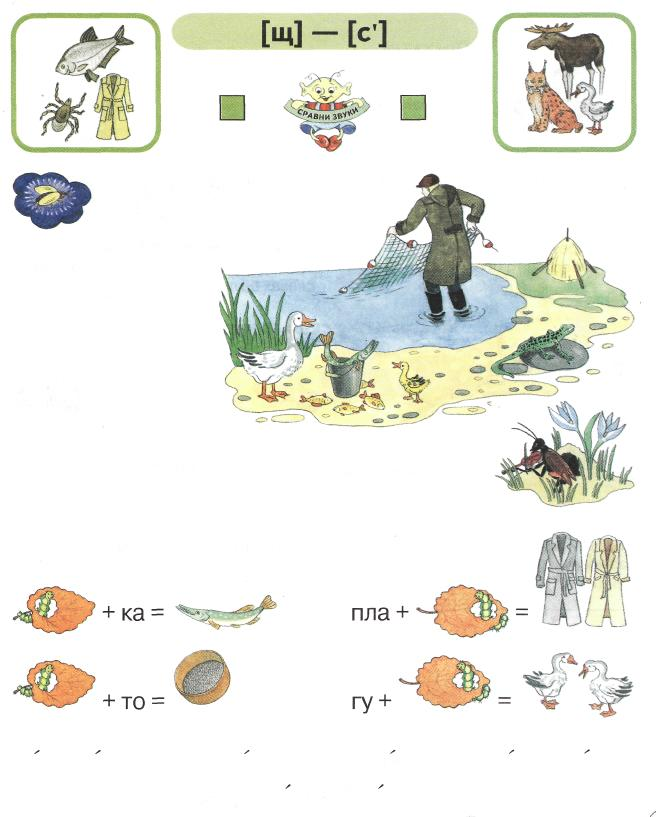 [щ] — [с']
СРАВНИ ЗВУКИ
+ ка =
пла + =
+ то =
гу + =